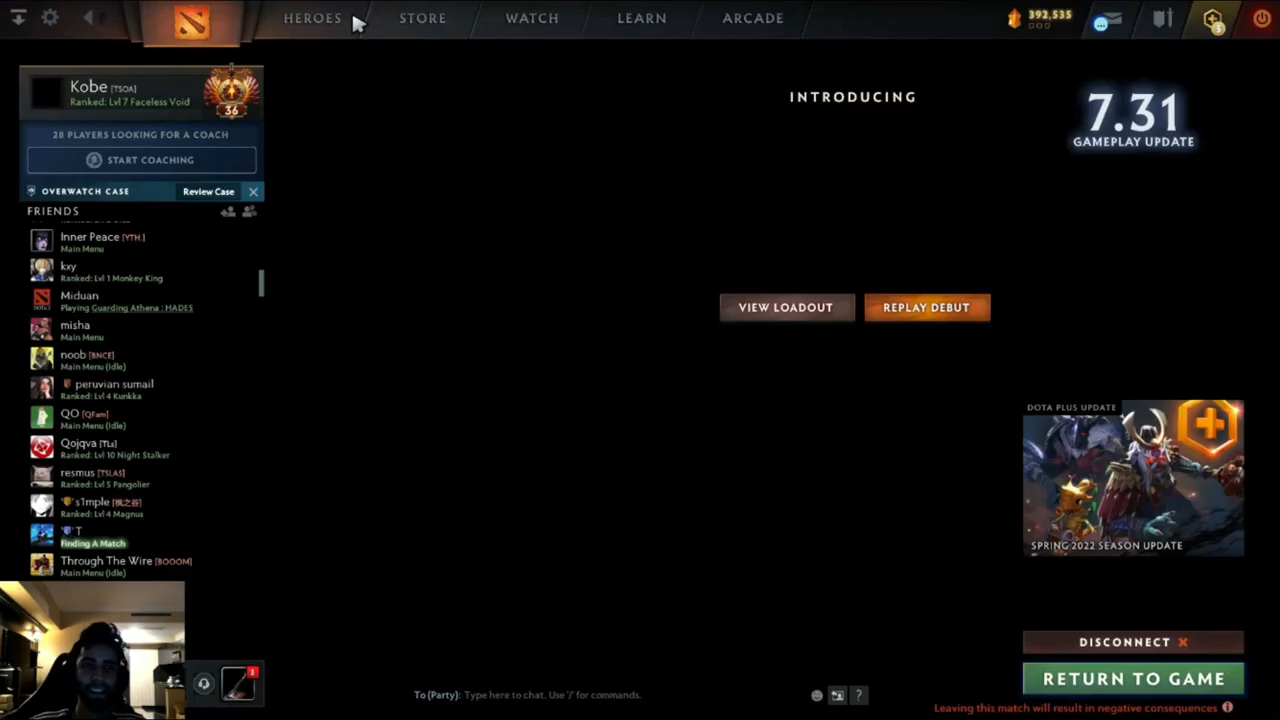 HEROES
STORE
WATCH
LEARN
ARCADE
392,535
5
Kobe [TSOA]
Ranked: Lvl 7 Faceless Void
36
28 PLAYERS LOOKING FOR A COACH
START COACHING
OVERWATCH CASE
Review Case
FRIENDS
Inner Peace [YTH.]
Main Menu
kxy
Ranked: Lvl 1 Monkey King
Miduan
Playing Guarding Athena : HADES
misha
Main Menu
noob [BNCE]
Main Menu (Idle)
peruvian sumail
Ranked: Lvl 4 Kunkka
QO [QFam]
Main Menu (Idle)
Qojqva [TLs]
Ranked: Lvl 10 Night Stalker
resmus [TSLAS]
Ranked: Lvl 5 Pangolier
s1mple [枫之谷]
Ranked: Lvl 4 Magnus
T
Finding A Match
Through The Wire [BOOOM]
Main Menu (Idle)
3
INTRODUCING
VIEW LOADOUT
REPLAY DEBUT
7.31
GAMEPLAY UPDATE
DOTA PLUS UPDATE
SPRING 2022 SEASON UPDATE
To (Party): Type here to chat. Use '/' for commands.
?
DISCONNECT
RETURN TO GAME
Leaving this match will result in negative consequences